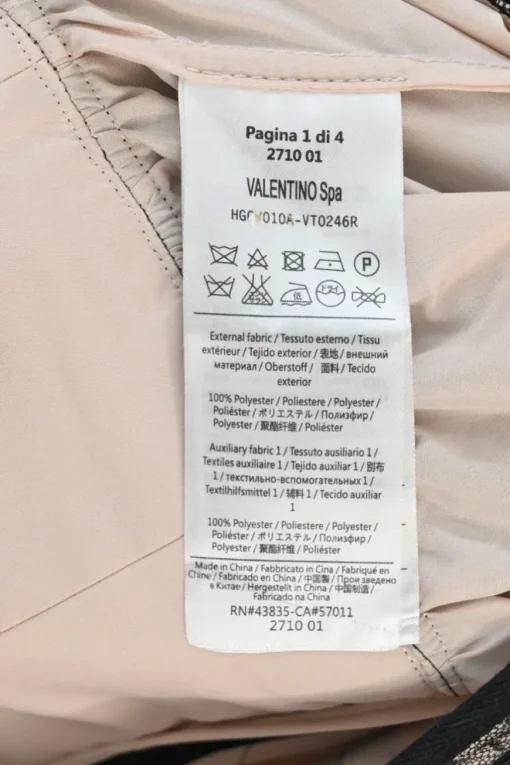 Pagina 1 di 4
2710 01
VALENTINO Spa
P
低 ドライ
External fabric / Tessuto esterno / Tissu
extérieur / Tejido exterior / 表地 / внешний
материал / Oberstoff / 面料 / Tecido
exterior
100% Polyester / Poliestere / Polyester /
Poliéster / ポリエステル / Полиэфир /
Polyester / 聚酯纤维 / Poliéster
Auxiliary fabric 1 / Tessuto ausiliario 1 /
Textiles auxiliaire 1 / Tejido auxiliar 1 / 別布
1 / текстильно-вспомогательных 1 /
Textilhilfsmittel 1 / 辅料 1 / Tecido auxiliar
1
100% Polyester / Poliestere / Polyester /
Poliéster / ポリエステル / Полиэфир /
Polyester / 聚酯纤维 / Poliéster
Made in China / Fabbricato in Cina / Fabriqué en
Chine / Fabricado en China / 中国製 / Прои зведено
в Китае / Hergestellt in China / 中国制造 /
Fabricado na China
RN#43835-CA#57011
2710 01